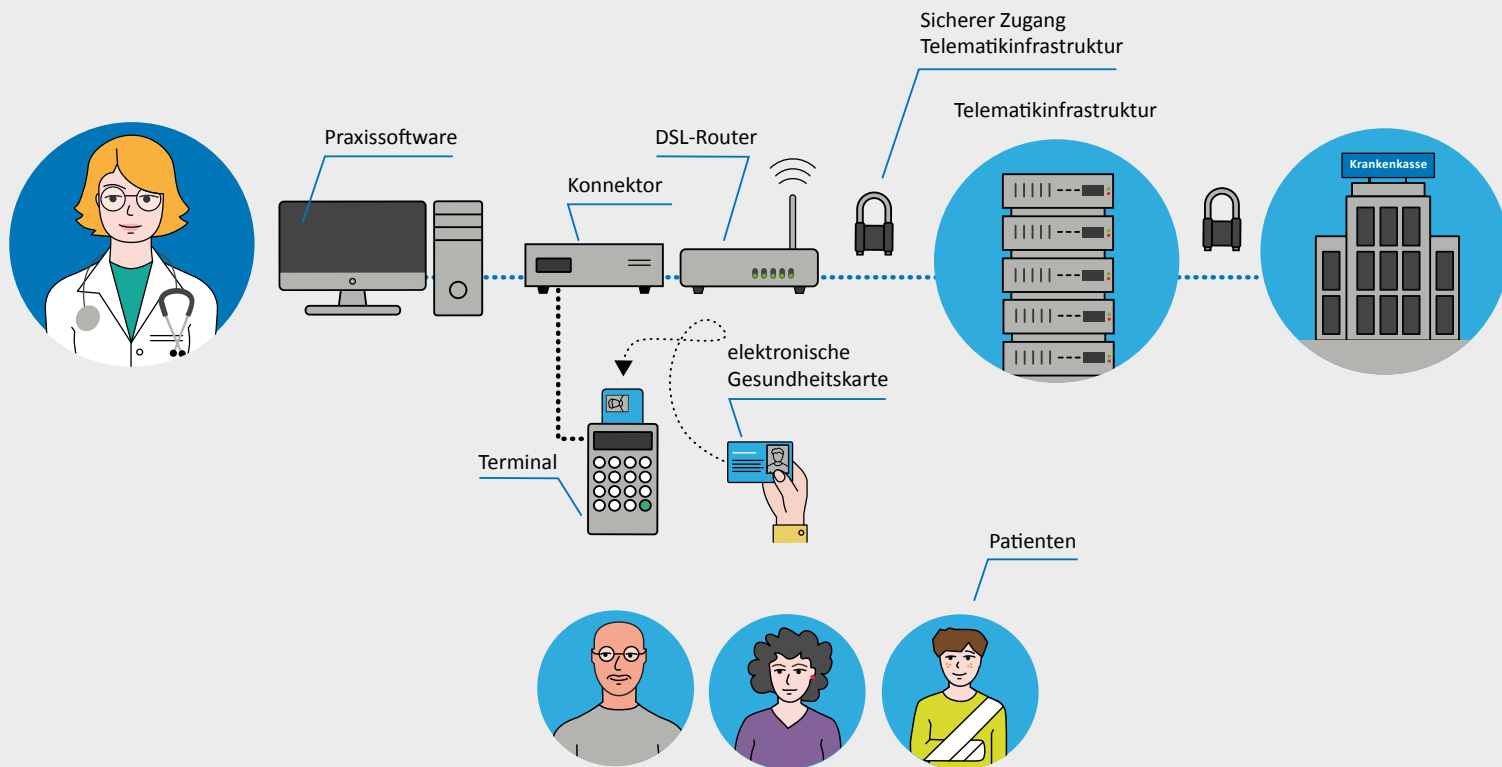 Sicherer Zugang
Telematikinfrastruktur
Telematikinfrastruktur
Praxissoftware
DSL-Router
Konnektor
Krankenkasse
elektronische
Gesundheitskarte
Terminal
Patienten